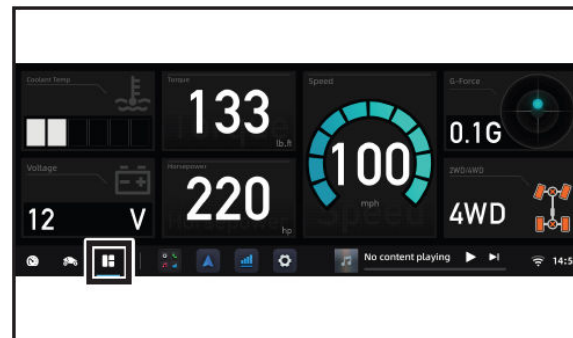 Coolant Temp
Torque
133
lb.ft
Speed
100
mph
G-Force
0.1G
Voltage
12 V
Horsepower
220
hp
2WD/4WD
4WD
No content playing
14:5